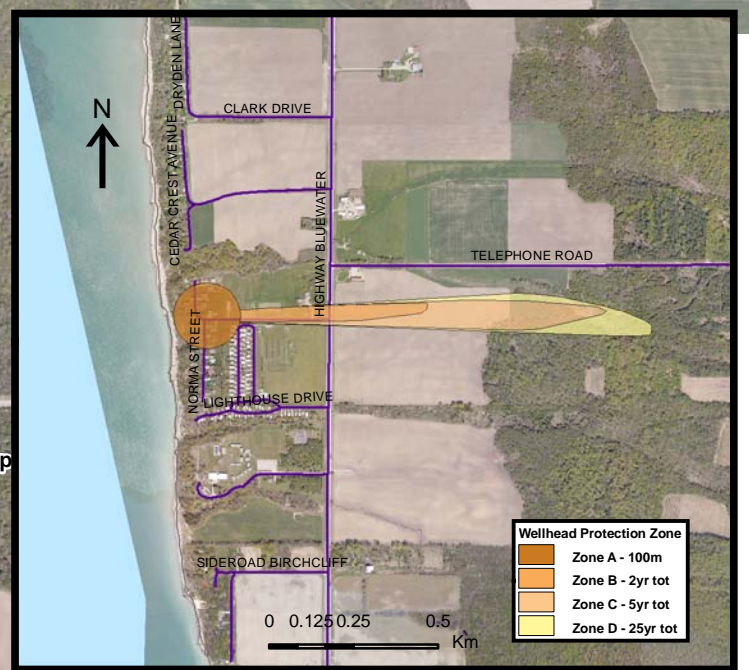 DRYDEN LANE
CLARK DRIVE
N
CEDAR CREST AVENUE
HIGHWAY BLUEWATER
TELEPHONE ROAD
NORMA STREET
LIGHTHOUSE DRIVE
p
SIDEROAD BIRCHCLIFF
Wellhead Protection Zone
Zone A - 100m
Zone B - 2yr tot
Zone C - 5yr tot
Zone D - 25yr tot
0 0.125 0.25 0.5
Km